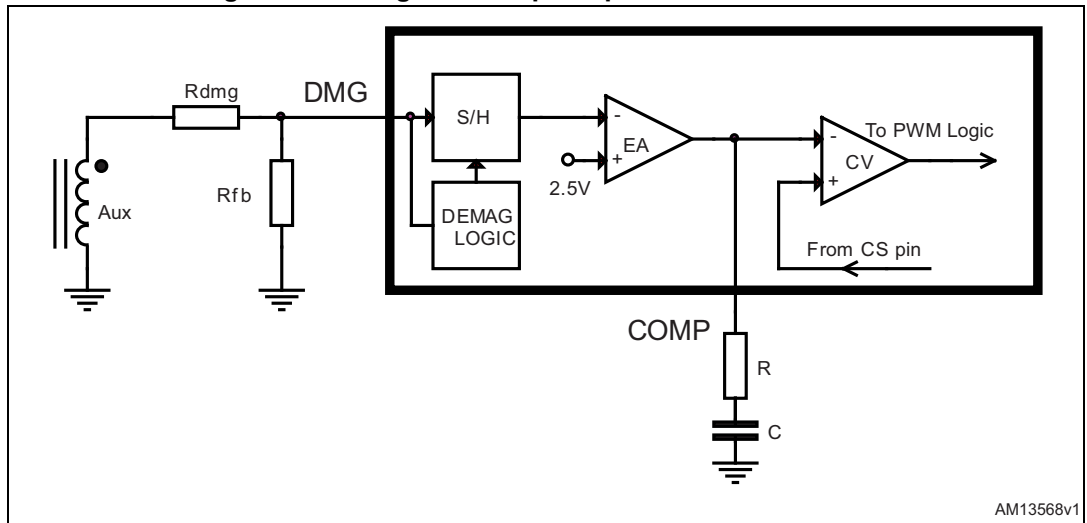 Rdmg
DMG
S/H
-
EA
+
2.5V
-
CV
+
To PWM Logic
Rfb
Aux
DEMAG
LOGIC
From CS pin
COMP
R
C
AM13568v1